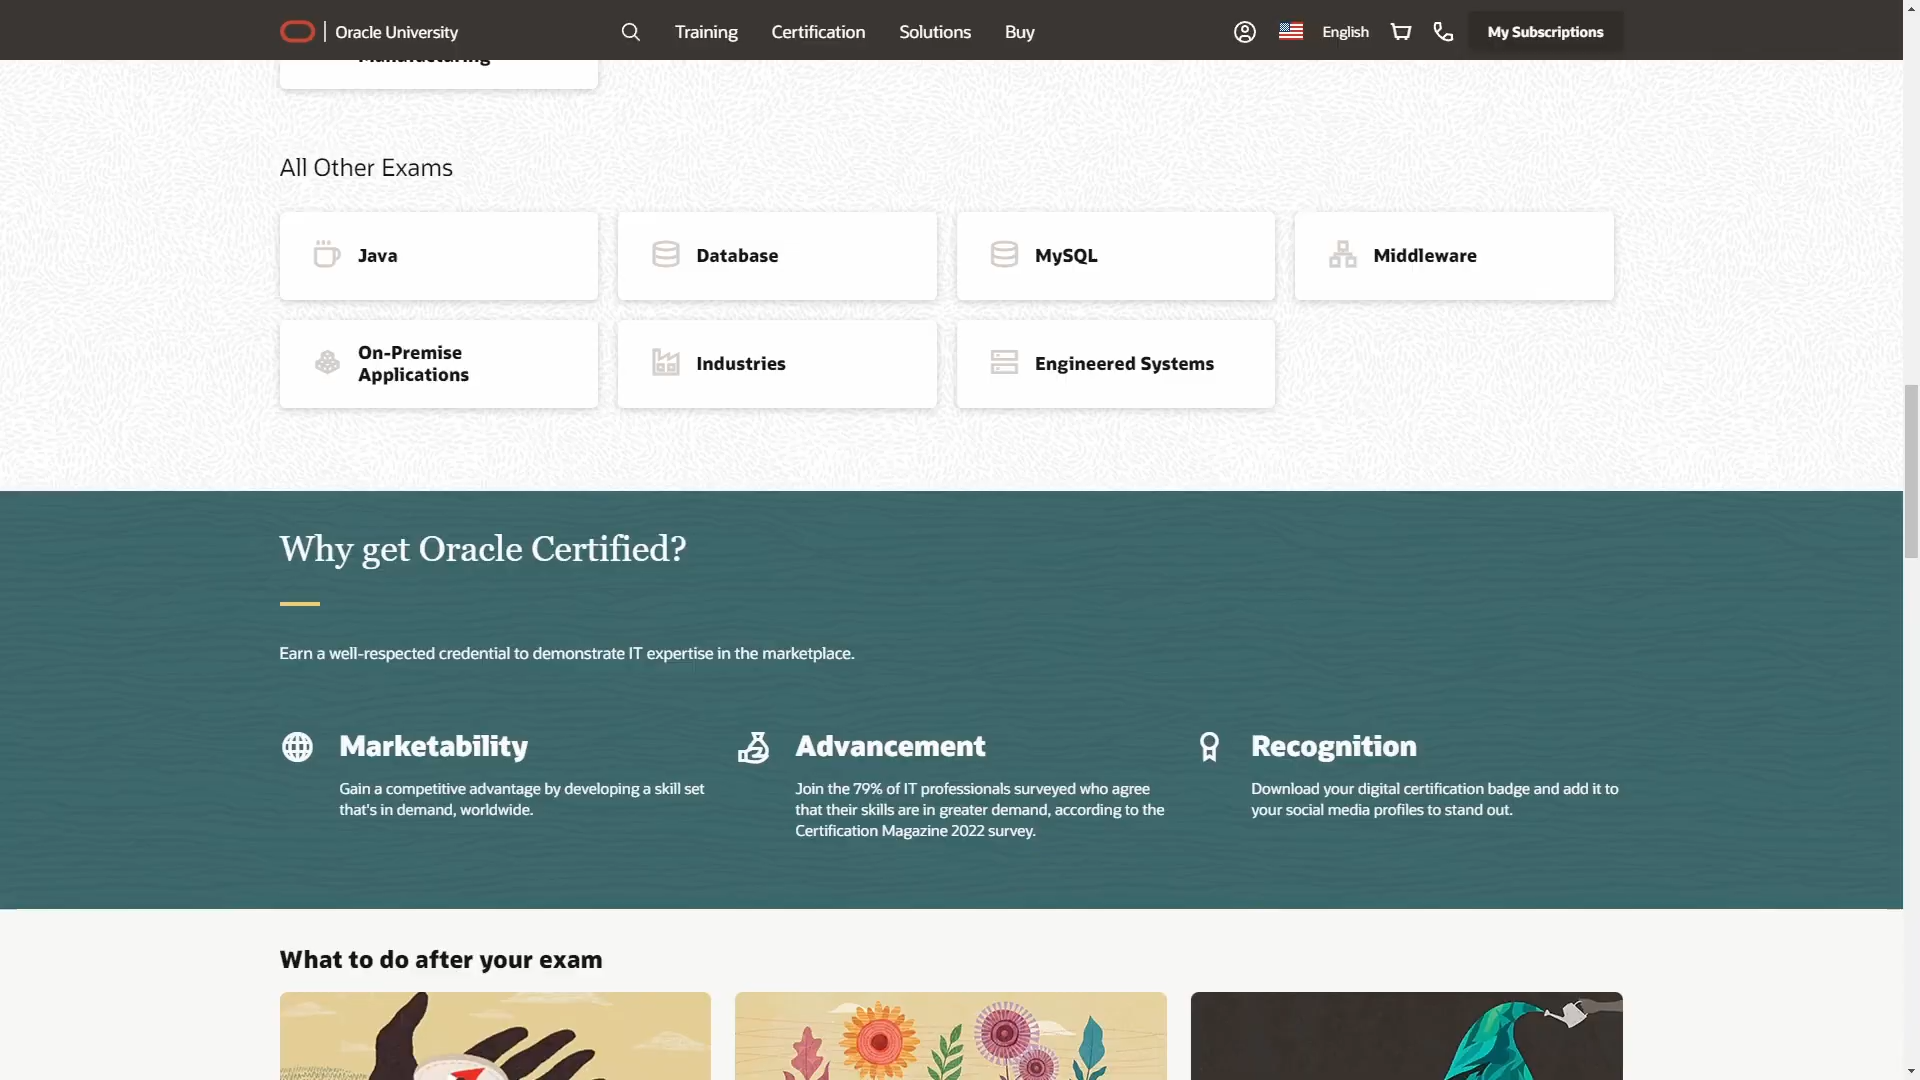 Oracle University
Training
Certification
Solutions
Buy
English
My Subscriptions
Manufacturing
All Other Exams
Java
Database
MySQL
Middleware
On-Premise
Applications
Industries
Engineered Systems
Why get Oracle Certified?
Earn a well-respected credential to demonstrate IT expertise in the marketplace.
Marketability
Gain a competitive advantage by developing a skill set
that's in demand, worldwide.
Advancement
Join the 79% of IT professionals surveyed who agree
that their skills are in greater demand, according to the
Certification Magazine 2022 survey.
Recognition
Download your digital certification badge and add it to
your social media profiles to stand out.
What to do after your exam